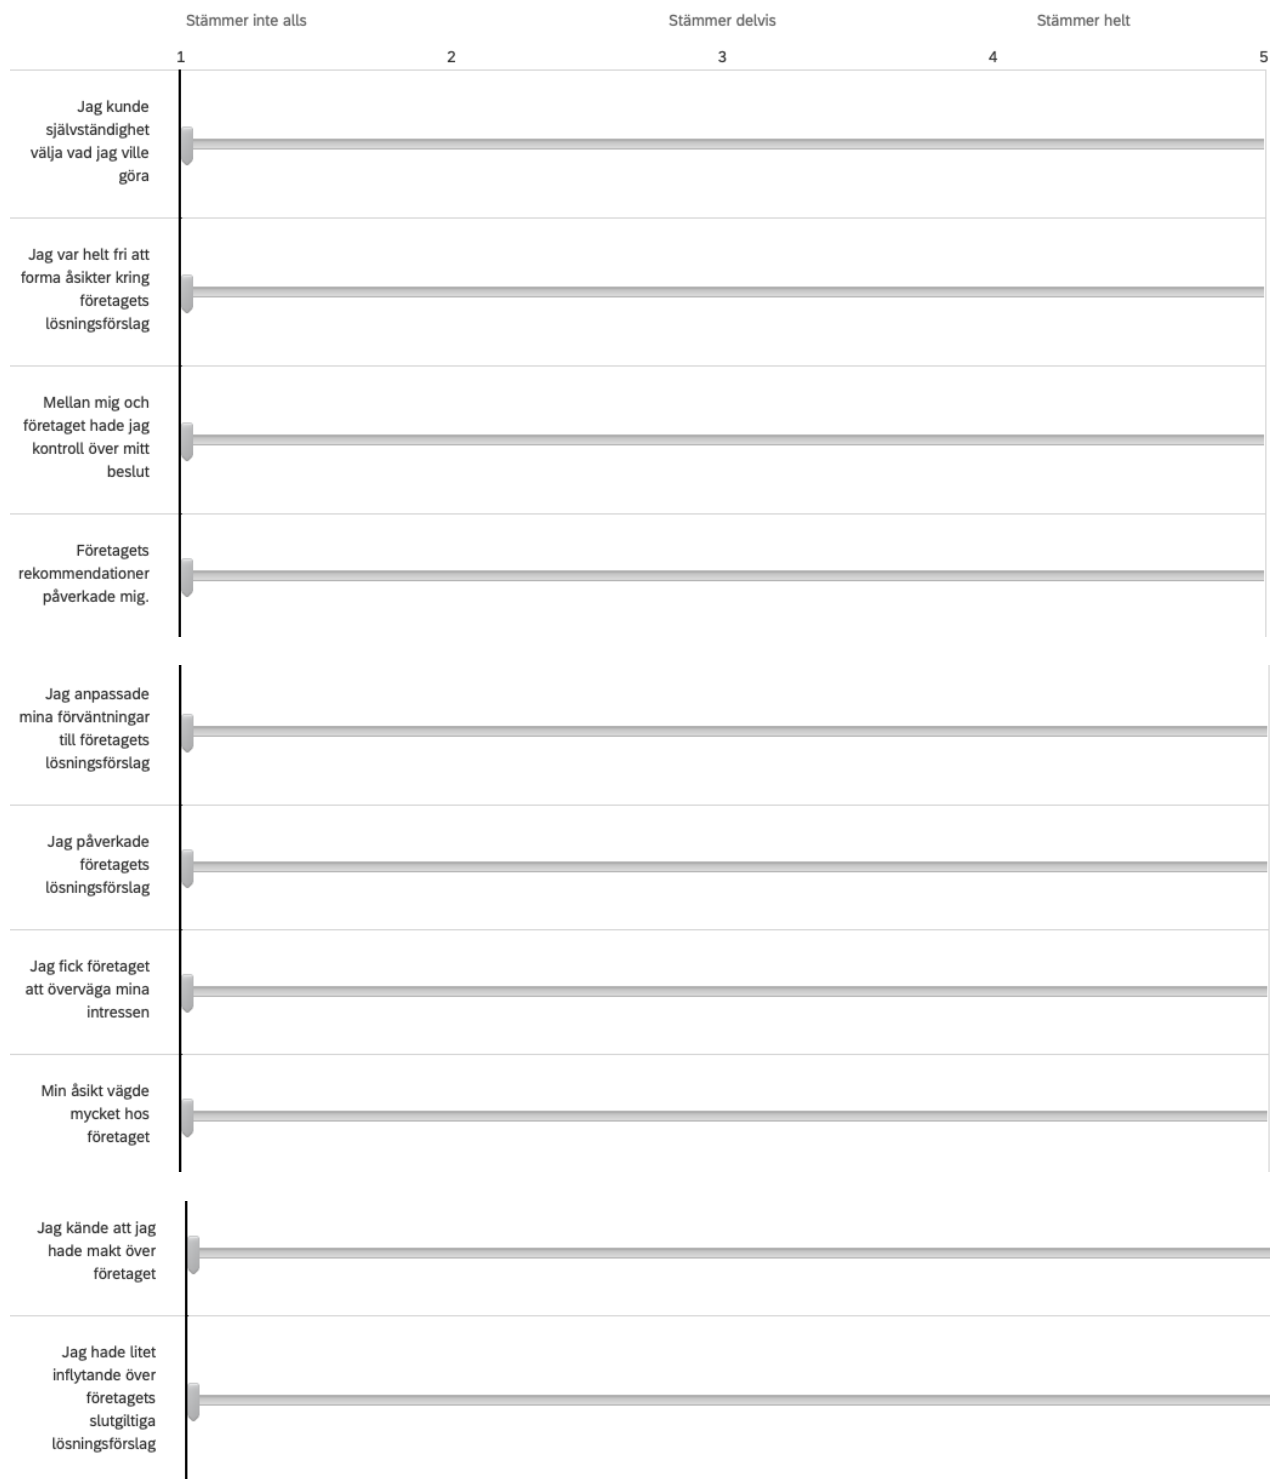 Stämmer inte alls Stämmer delvis Stämmer helt
1 2 3 4 5
Jag kunde
självständighet
välja vad jag ville
göra
Jag var helt fri att
forma åsikter kring
företagets
lösningsförslag
Mellan mig och
företaget hade jag
kontroll över mitt
beslut
Företagets
rekommendationer
påverkade mig.
Jag anpassade
mina förväntningar
till företagets
lösningsförslag
Jag påverkade
företagets
lösningsförslag
Jag fick företaget
att överväga mina
intressen
Min åsikt vägde
mycket hos
företaget
Jag kände att jag
hade makt över
företaget
Jag hade litet
inflytande över
företagets
slutgiltiga
lösningsförslag